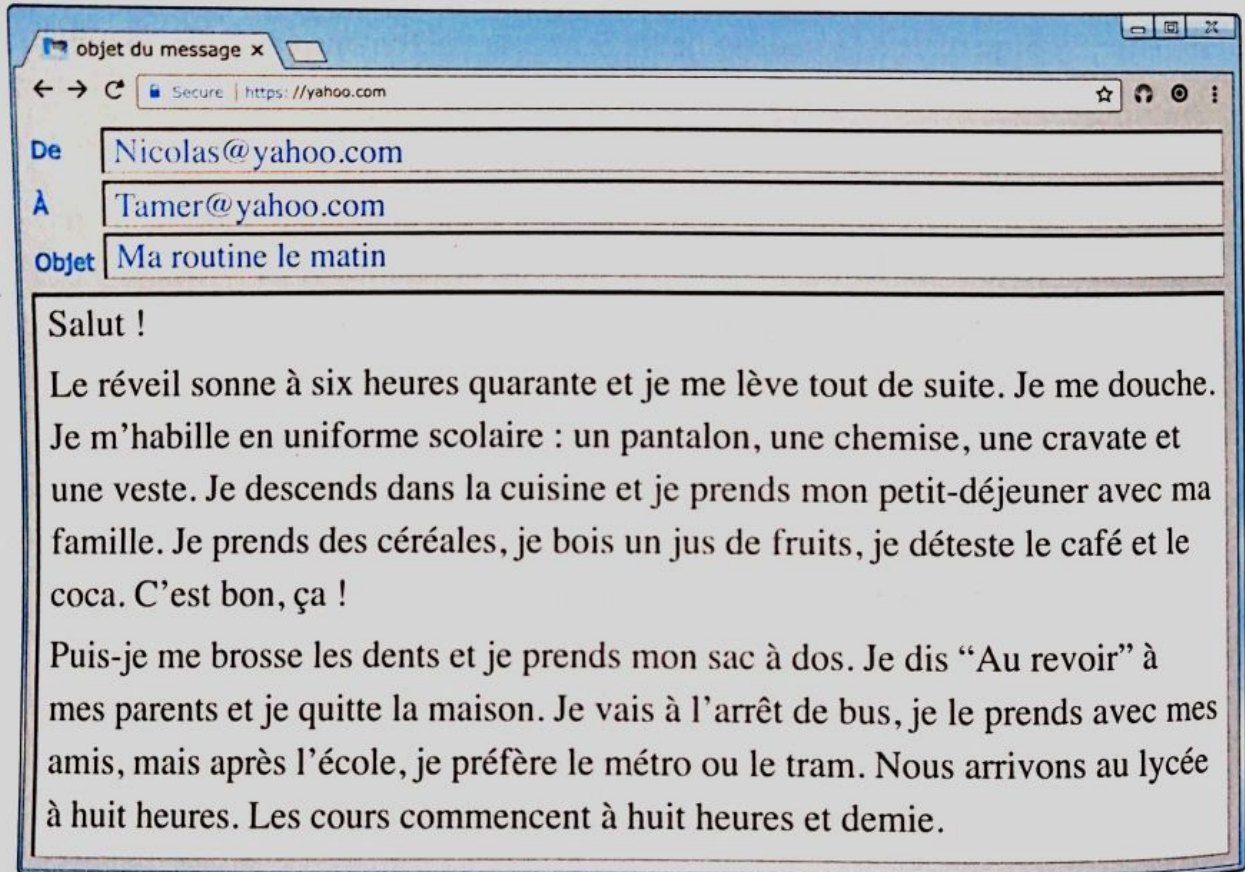 objet du message ×
Secure | https://yahoo.com
De Nicolas@yahoo.com
À Tamer@yahoo.com
Objet Ma routine le matin
Salut !
Le réveil sonne à six heures quarante et je me lève tout de suite. Je me douche.
Je m'habille en uniforme scolaire : un pantalon, une chemise, une cravate et
une veste. Je descends dans la cuisine et je prends mon petit-déjeuner avec ma
famille. Je prends des céréales, je bois un jus de fruits, je déteste le café et le
coca. C'est bon, ça !
Puis-je me brosse les dents et je prends mon sac à dos. Je dis “Au revoir” à
mes parents et je quitte la maison. Je vais à l'arrêt de bus, je le prends avec mes
amis, mais après l'école, je préfère le métro ou le tram. Nous arrivons au lycée
à huit heures. Les cours commencent à huit heures et demie.